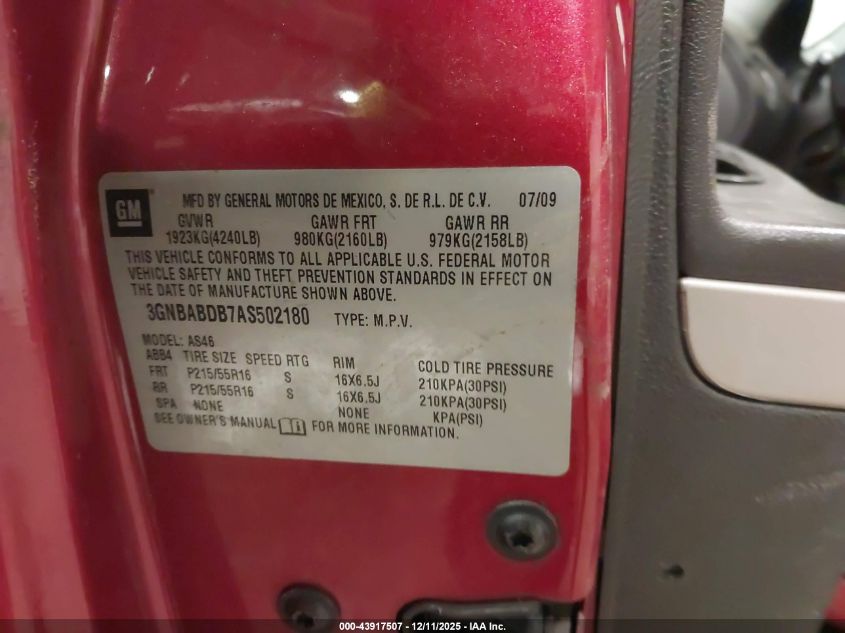 GM MFD BY GENERAL MOTORS DE MEXICO, S. DE R.L. DE C.V. 07/09
GVWR GAWR FRT GAWR RR
1923KG(4240LB) 980KG(2160LB) 979KG(2158LB)
THIS VEHICLE CONFORMS TO ALL APPLICABLE U.S. FEDERAL MOTOR
VEHICLE SAFETY AND THEFT PREVENTION STANDARDS IN EFFECT ON
THE DATE OF MANUFACTURE SHOWN ABOVE.
3GNBABDB7AS502180 TYPE: M.P.V.
MODEL: AS46
ABB4 TIRE SIZE SPEED RTG RIM COLD TIRE PRESSURE
FRT P215/55R16 S 16X6.5J 210KPA(30PSI)
RR P215/55R16 S 16X6.5J 210KPA(30PSI)
SPA NONE NONE KPA(PSI)
SEE OWNER'S MANUAL FOR MORE INFORMATION.
000-43917507 - 12/11/2025 - IAA Inc.